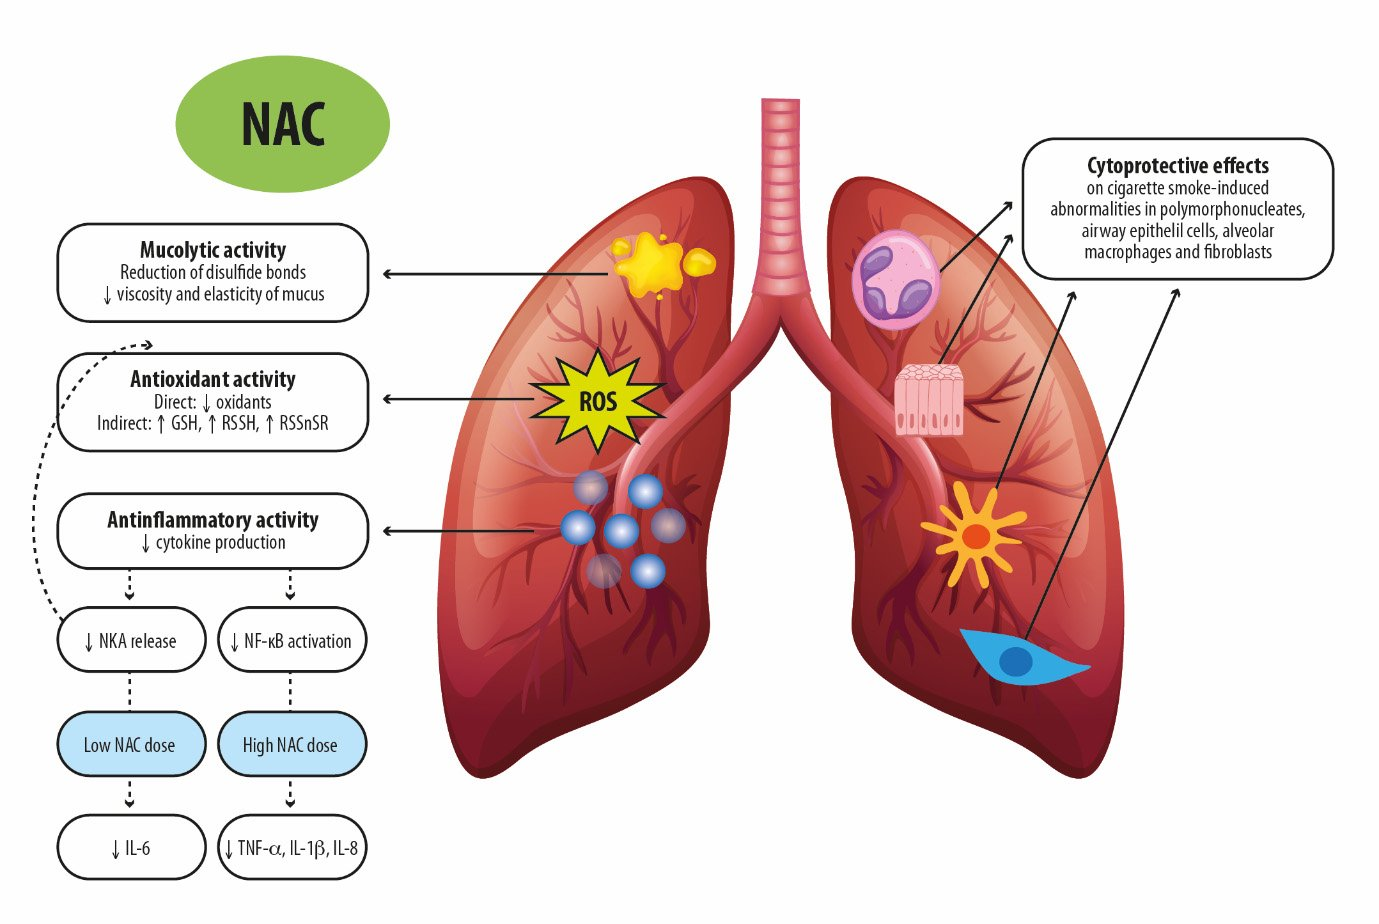 NAC
Mucolytic activity
Reduction of disulfide bonds
↓ viscosity and elasticity of mucus
Antioxidant activity
Direct: ↓ oxidants
Indirect: ↑ GSH, ↑ RSSH, ↑ RSSnSR
Antinflammatory activity
↓ cytokine production
↓ NKA release
↓ NF-κB activation
Low NAC dose
High NAC dose
↓ IL-6
↓ TNF-α, IL-1β, IL-8
ROS
Cytoprotective effects
on cigarette smoke-induced
abnormalities in polymorphonucleates,
airway epithelil cells, alveolar
macrophages and fibroblasts